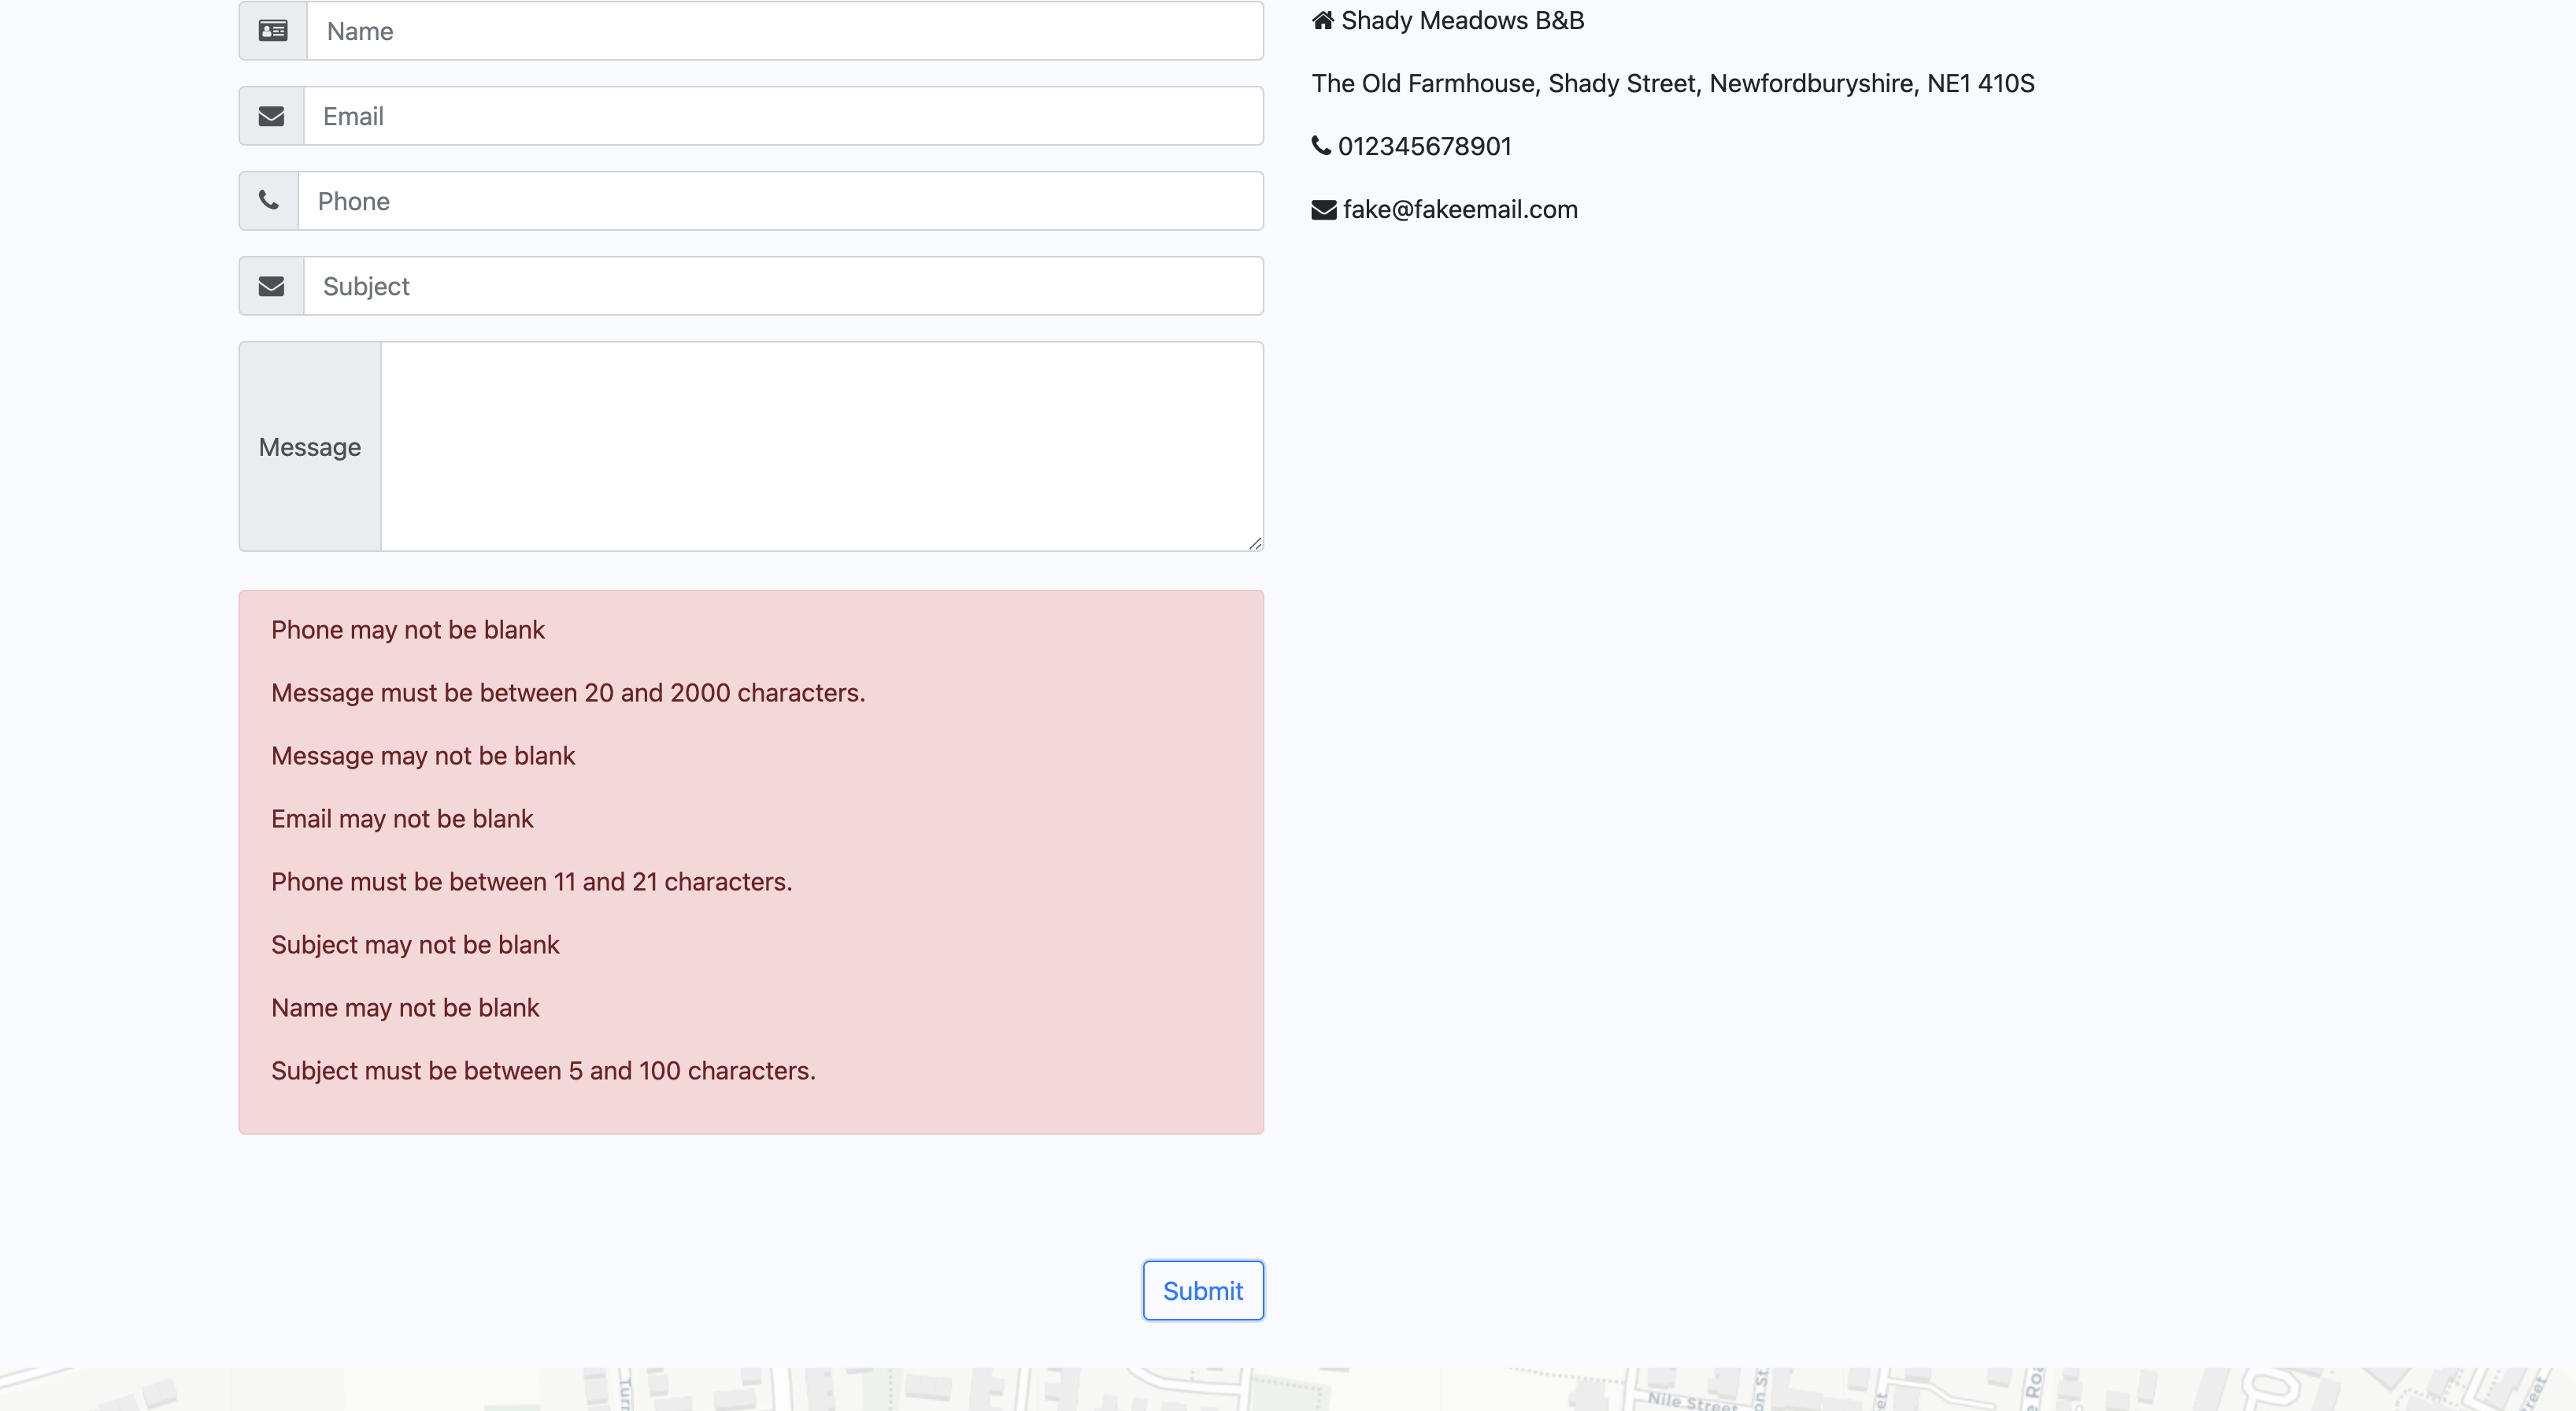 Name
Email
Phone
Subject
Message
Phone may not be blank
Message must be between 20 and 2000 characters.
Message may not be blank
Email may not be blank
Phone must be between 11 and 21 characters.
Subject may not be blank
Name may not be blank
Subject must be between 5 and 100 characters.
Submit
Shady Meadows B&B
The Old Farmhouse, Shady Street, Newfordburyshire, NE1 410S
012345678901
fake@fakeemail.com
Nile Street